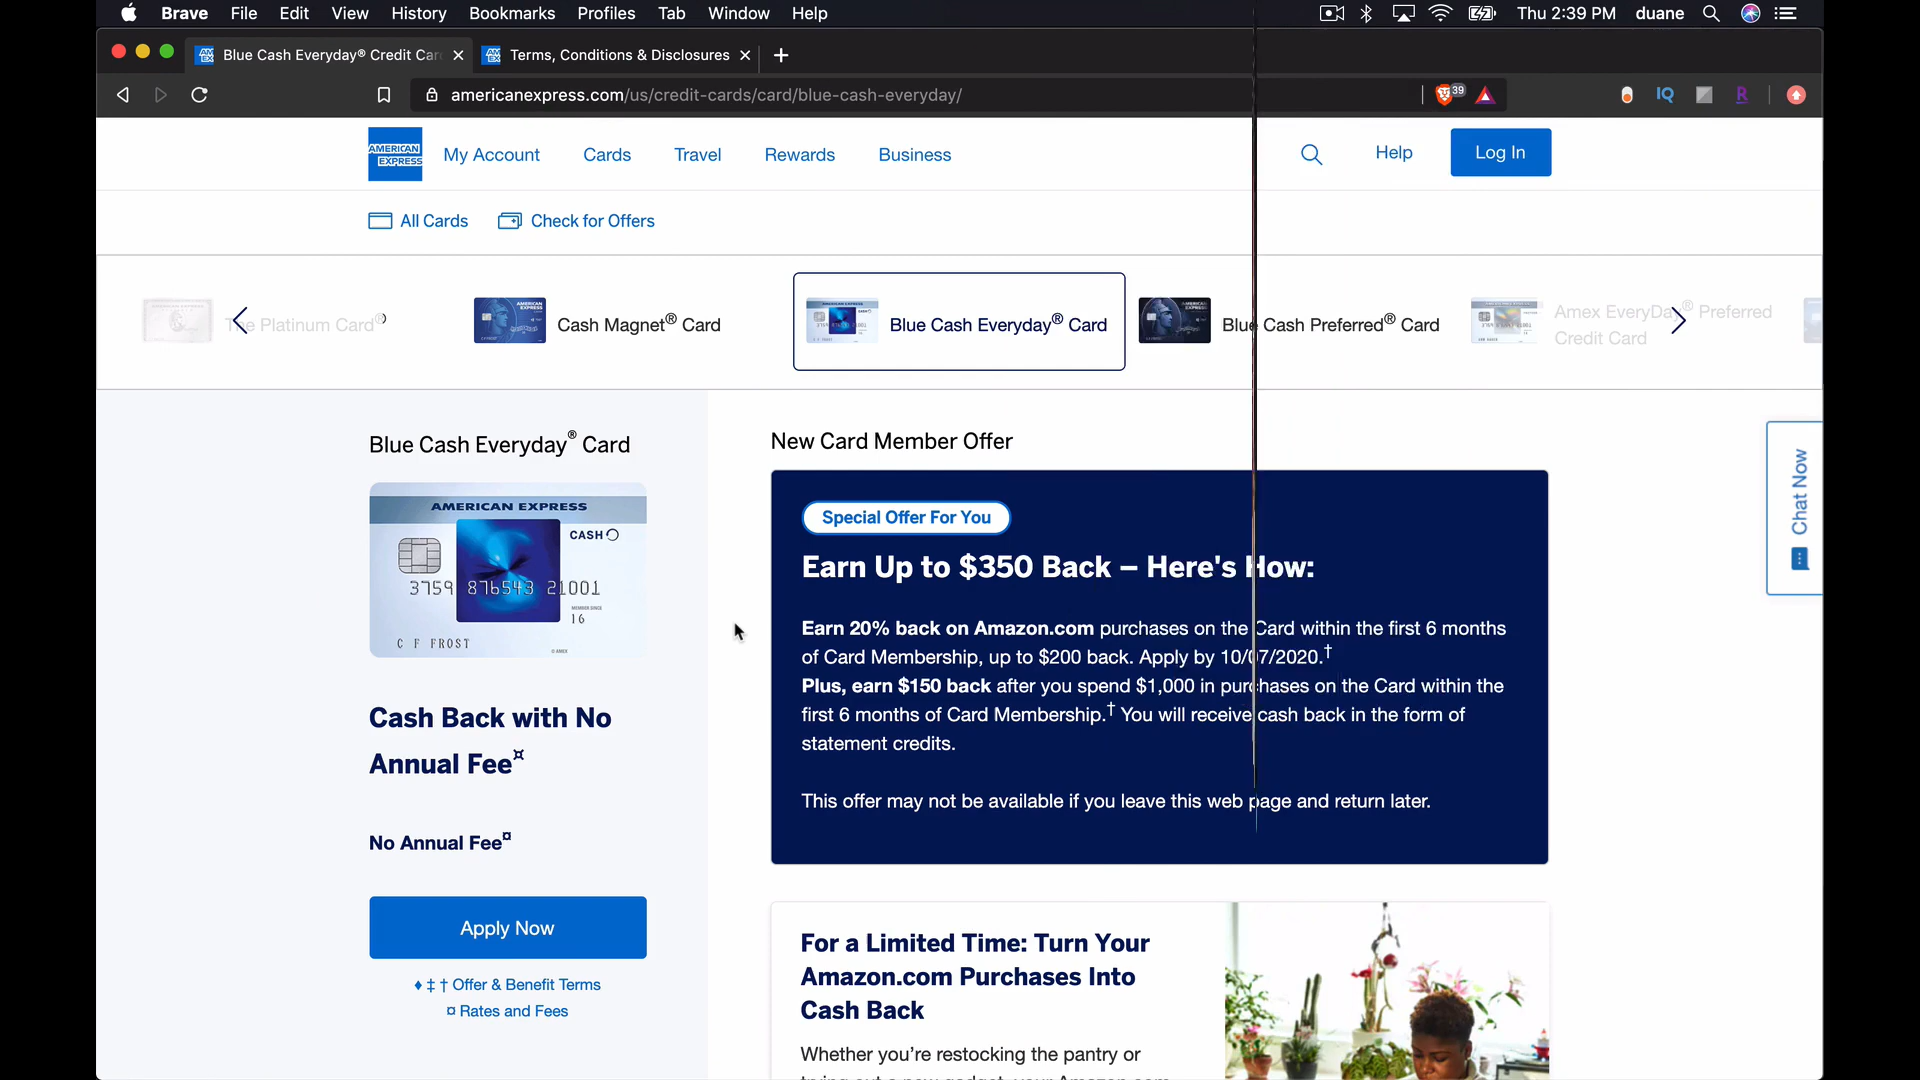 Brave File Edit View History Bookmarks Profiles Tab Window Help Thu 2:39 PM duane
Blue Cash Everyday® Credit Car Terms, Conditions & Disclosures
americanexpress.com/us/credit-cards/card/blue-cash-everyday/ 39 IQ R
AMERICAN
EXPRESS
My Account Cards Travel Rewards Business Help Log In
All Cards Check for Offers
The Platinum Card®
Cash Magnet® Card
Blue Cash Everyday® Card
Blue Cash Preferred® Card
Amex EveryDay® Preferred
Credit Card
Blue Cash Everyday® Card
AMERICAN EXPRESS
CASH
3759 876543 21001
MEMBER SINCE
16
C F FROST
© AMEX
Cash Back with No
Annual Fee¤
No Annual Fee¤
Apply Now
♦ ‡ † Offer & Benefit Terms
¤ Rates and Fees
New Card Member Offer
Special Offer For You
Earn Up to $350 Back – Here's How:
Earn 20% back on Amazon.com purchases on the Card within the first 6 months
of Card Membership, up to $200 back. Apply by 10/07/2020.†
Plus, earn $150 back after you spend $1,000 in purchases on the Card within the
first 6 months of Card Membership.† You will receive cash back in the form of
statement credits.
This offer may not be available if you leave this web page and return later.
For a Limited Time: Turn Your
Amazon.com Purchases Into
Cash Back
Whether you’re restocking the pantry or
Chat Now